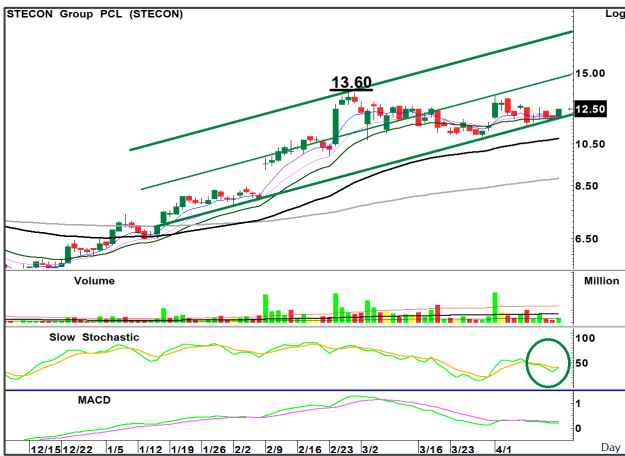 STECON Group PCL (STECON) Log
13.60
15.00
12.50
10.50
8.50
6.50
Volume Million
Slow Stochastic 100
50
MACD
1
0
12/15 12/22 1/5 1/12 1/19 1/26 2/2 2/9 2/16 2/23 3/2 3/16 3/23 4/1 Day